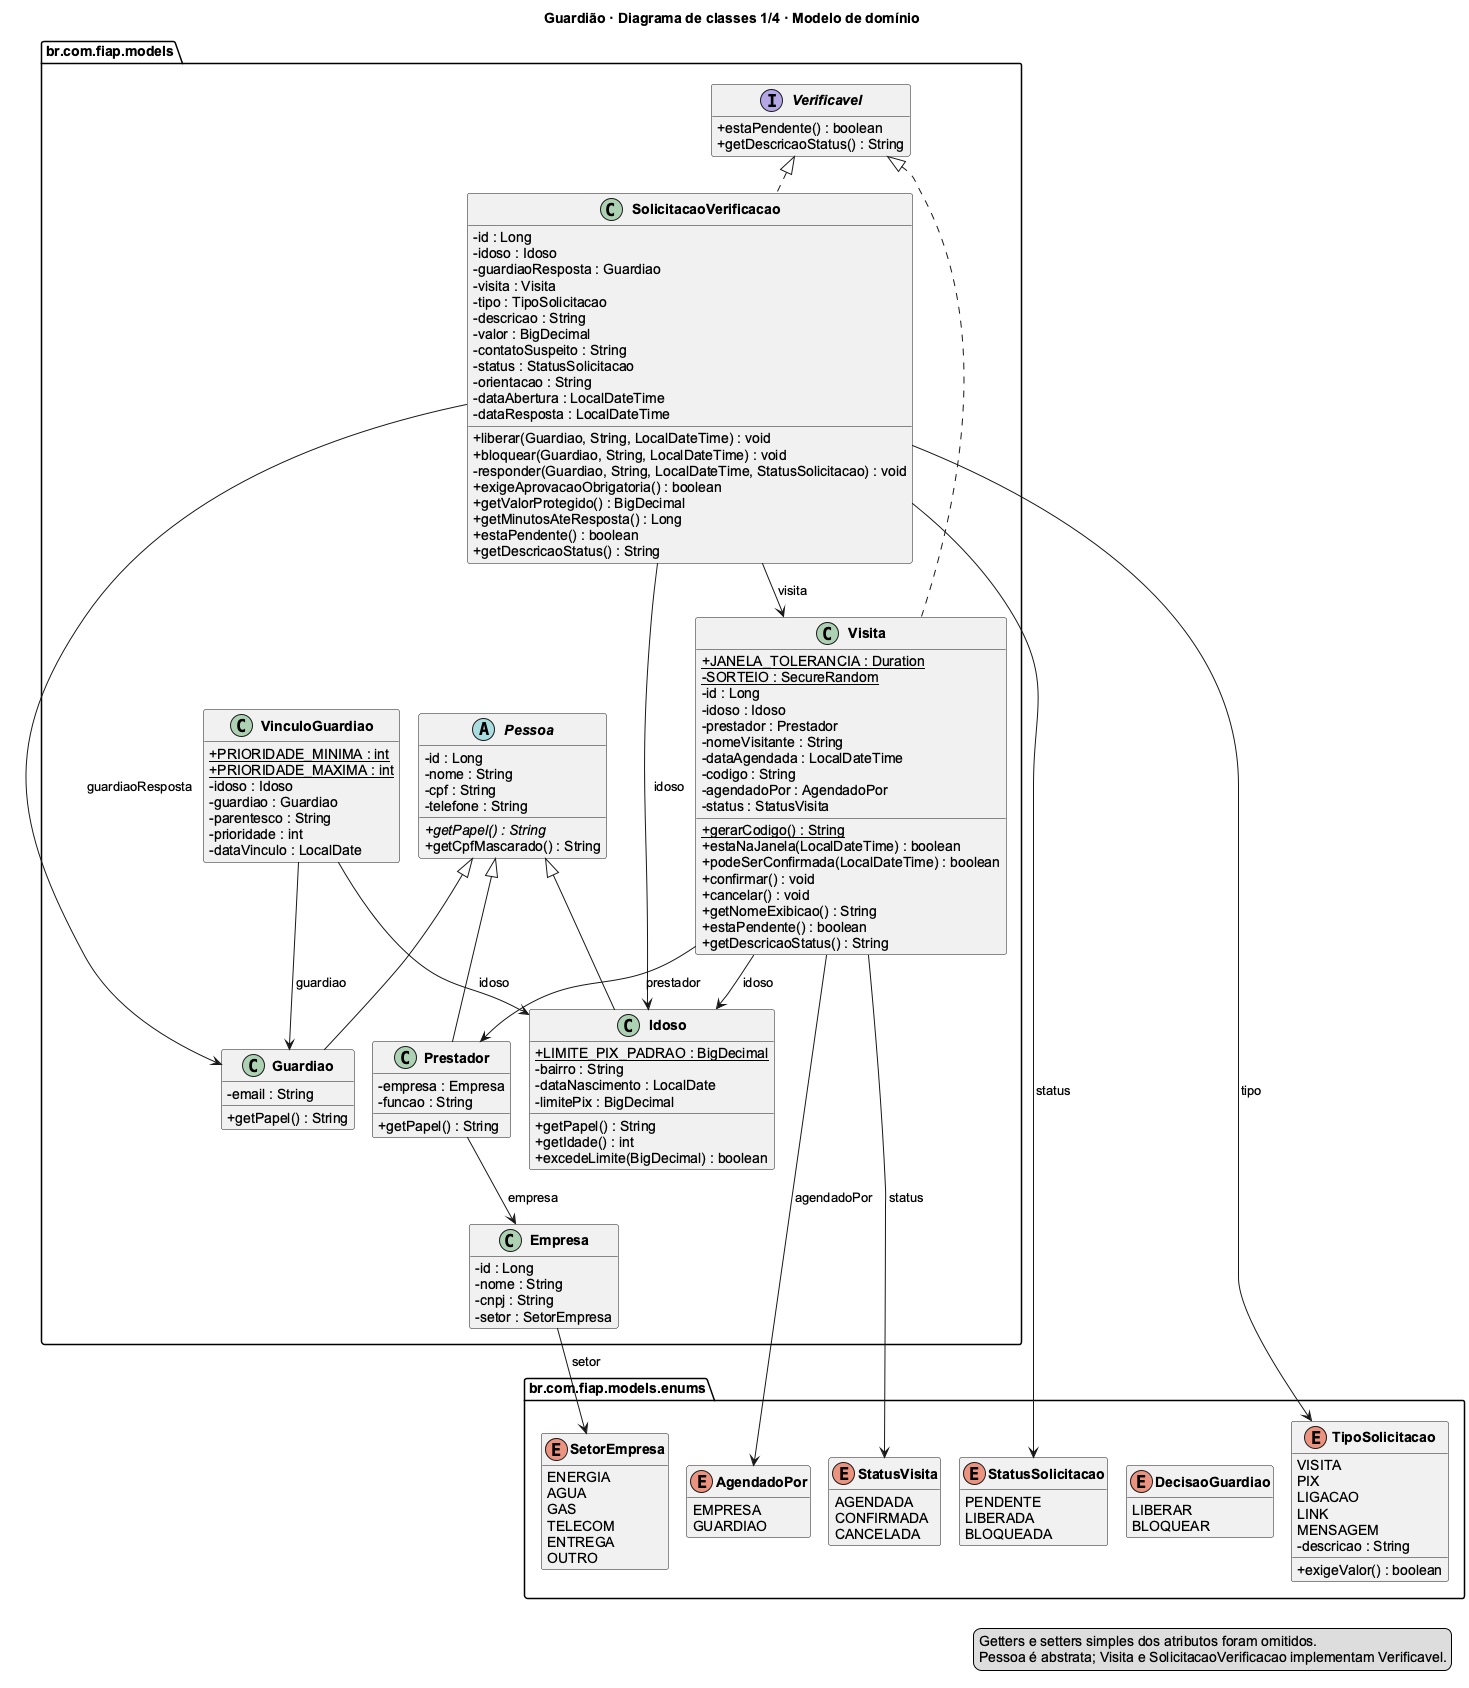 Guardião · Diagrama de classes 1/4 · Modelo de domínio
br.com.fiap.models
I Verificavel
+estaPendente() : boolean
+getDescricaoStatus() : String
C SolicitacaoVerificacao
-id : Long
-idoso : Idoso
-guardiaoResposta : Guardiao
-visita : Visita
-tipo : TipoSolicitacao
-descricao : String
-valor : BigDecimal
-contatoSuspeito : String
-status : StatusSolicitacao
-orientacao : String
-dataAbertura : LocalDateTime
-dataResposta : LocalDateTime
+liberar(Guardiao, String, LocalDateTime) : void
+bloquear(Guardiao, String, LocalDateTime) : void
-responder(Guardiao, String, LocalDateTime, StatusSolicitacao) : void
+exigeAprovacaoObrigatoria() : boolean
+getValorProtegido() : BigDecimal
+getMinutosAteResposta() : Long
+estaPendente() : boolean
+getDescricaoStatus() : String
visita
C Visita
+JANELA_TOLERANCIA : Duration
-SORTEIO : SecureRandom
-id : Long
-idoso : Idoso
-prestador : Prestador
-nomeVisitante : String
-dataAgendada : LocalDateTime
-codigo : String
-agendadoPor : AgendadoPor
-status : StatusVisita
+gerarCodigo() : String
+estaNaJanela(LocalDateTime) : boolean
+podeSerConfirmada(LocalDateTime) : boolean
+confirmar() : void
+cancelar() : void
+getNomeExibicao() : String
+estaPendente() : boolean
+getDescricaoStatus() : String
C VinculoGuardiao
+PRIORIDADE_MINIMA : int
+PRIORIDADE_MAXIMA : int
-idoso : Idoso
-guardiao : Guardiao
-parentesco : String
-prioridade : int
-dataVinculo : LocalDate
A Pessoa
-id : Long
-nome : String
-cpf : String
-telefone : String
+getPapel() : String
+getCpfMascarado() : String
guardiaoResposta
idoso
guardiao
idoso
prestador
idoso
C Guardiao
-email : String
+getPapel() : String
C Prestador
-empresa : Empresa
-funcao : String
+getPapel() : String
C Idoso
+LIMITE_PIX_PADRAO : BigDecimal
-bairro : String
-dataNascimento : LocalDate
-limitePix : BigDecimal
+getPapel() : String
+getIdade() : int
+excedeLimite(BigDecimal) : boolean
status
tipo
empresa
agendadoPor
status
C Empresa
-id : Long
-nome : String
-cnpj : String
-setor : SetorEmpresa
setor
br.com.fiap.models.enums
E SetorEmpresa
ENERGIA
AGUA
GAS
TELECOM
ENTREGA
OUTRO
E AgendadoPor
EMPRESA
GUARDIAO
E StatusVisita
AGENDADA
CONFIRMADA
CANCELADA
E StatusSolicitacao
PENDENTE
LIBERADA
BLOQUEADA
E DecisaoGuardiao
LIBERAR
BLOQUEAR
E TipoSolicitacao
VISITA
PIX
LIGACAO
LINK
MENSAGEM
-descricao : String
+exigeValor() : boolean
Getters e setters simples dos atributos foram omitidos.
Pessoa é abstrata; Visita e SolicitacaoVerificacao implementam Verificavel.